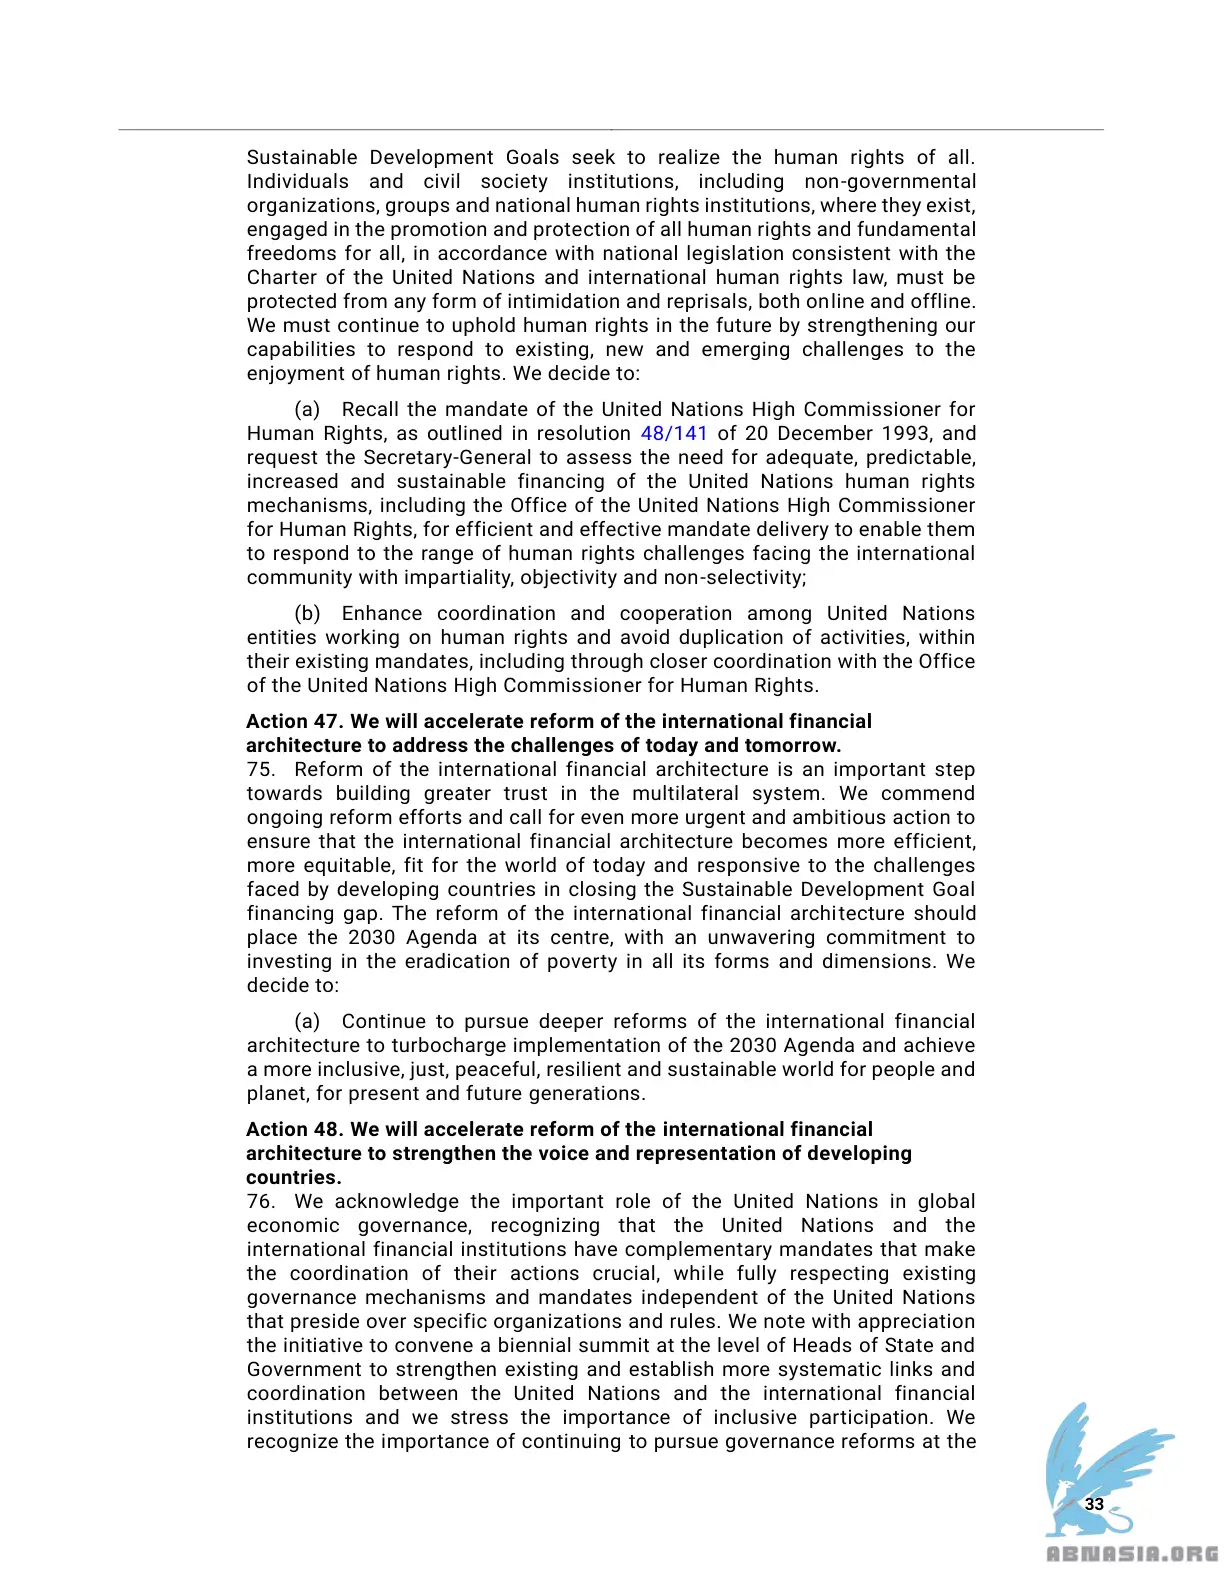 Sustainable Development Goals seek to realize the human rights of all.
Individuals and civil society institutions, including non-governmental
organizations, groups and national human rights institutions, where they exist,
engaged in the promotion and protection of all human rights and fundamental
freedoms for all, in accordance with national legislation consistent with the
Charter of the United Nations and international human rights law, must be
protected from any form of intimidation and reprisals, both online and offline.
We must continue to uphold human rights in the future by strengthening our
capabilities to respond to existing, new and emerging challenges to the
enjoyment of human rights. We decide to:
(a) Recall the mandate of the United Nations High Commissioner for
Human Rights, as outlined in resolution 48/141 of 20 December 1993, and
request the Secretary-General to assess the need for adequate, predictable,
increased and sustainable financing of the United Nations human rights
mechanisms, including the Office of the United Nations High Commissioner
for Human Rights, for efficient and effective mandate delivery to enable them
to respond to the range of human rights challenges facing the international
community with impartiality, objectivity and non-selectivity;
(b) Enhance coordination and cooperation among United Nations
entities working on human rights and avoid duplication of activities, within
their existing mandates, including through closer coordination with the Office
of the United Nations High Commissioner for Human Rights.
Action 47. We will accelerate reform of the international financial
architecture to address the challenges of today and tomorrow.
75. Reform of the international financial architecture is an important step
towards building greater trust in the multilateral system. We commend
ongoing reform efforts and call for even more urgent and ambitious action to
ensure that the international financial architecture becomes more efficient,
more equitable, fit for the world of today and responsive to the challenges
faced by developing countries in closing the Sustainable Development Goal
financing gap. The reform of the international financial architecture should
place the 2030 Agenda at its centre, with an unwavering commitment to
investing in the eradication of poverty in all its forms and dimensions. We
decide to:
(a) Continue to pursue deeper reforms of the international financial
architecture to turbocharge implementation of the 2030 Agenda and achieve
a more inclusive, just, peaceful, resilient and sustainable world for people and
planet, for present and future generations.
Action 48. We will accelerate reform of the international financial
architecture to strengthen the voice and representation of developing
countries.
76. We acknowledge the important role of the United Nations in global
economic governance, recognizing that the United Nations and the
international financial institutions have complementary mandates that make
the coordination of their actions crucial, while fully respecting existing
governance mechanisms and mandates independent of the United Nations
that preside over specific organizations and rules. We note with appreciation
the initiative to convene a biennial summit at the level of Heads of State and
Government to strengthen existing and establish more systematic links and
coordination between the United Nations and the international financial
institutions and we stress the importance of inclusive participation. We
recognize the importance of continuing to pursue governance reforms at the
33
ABNASIA.ORG